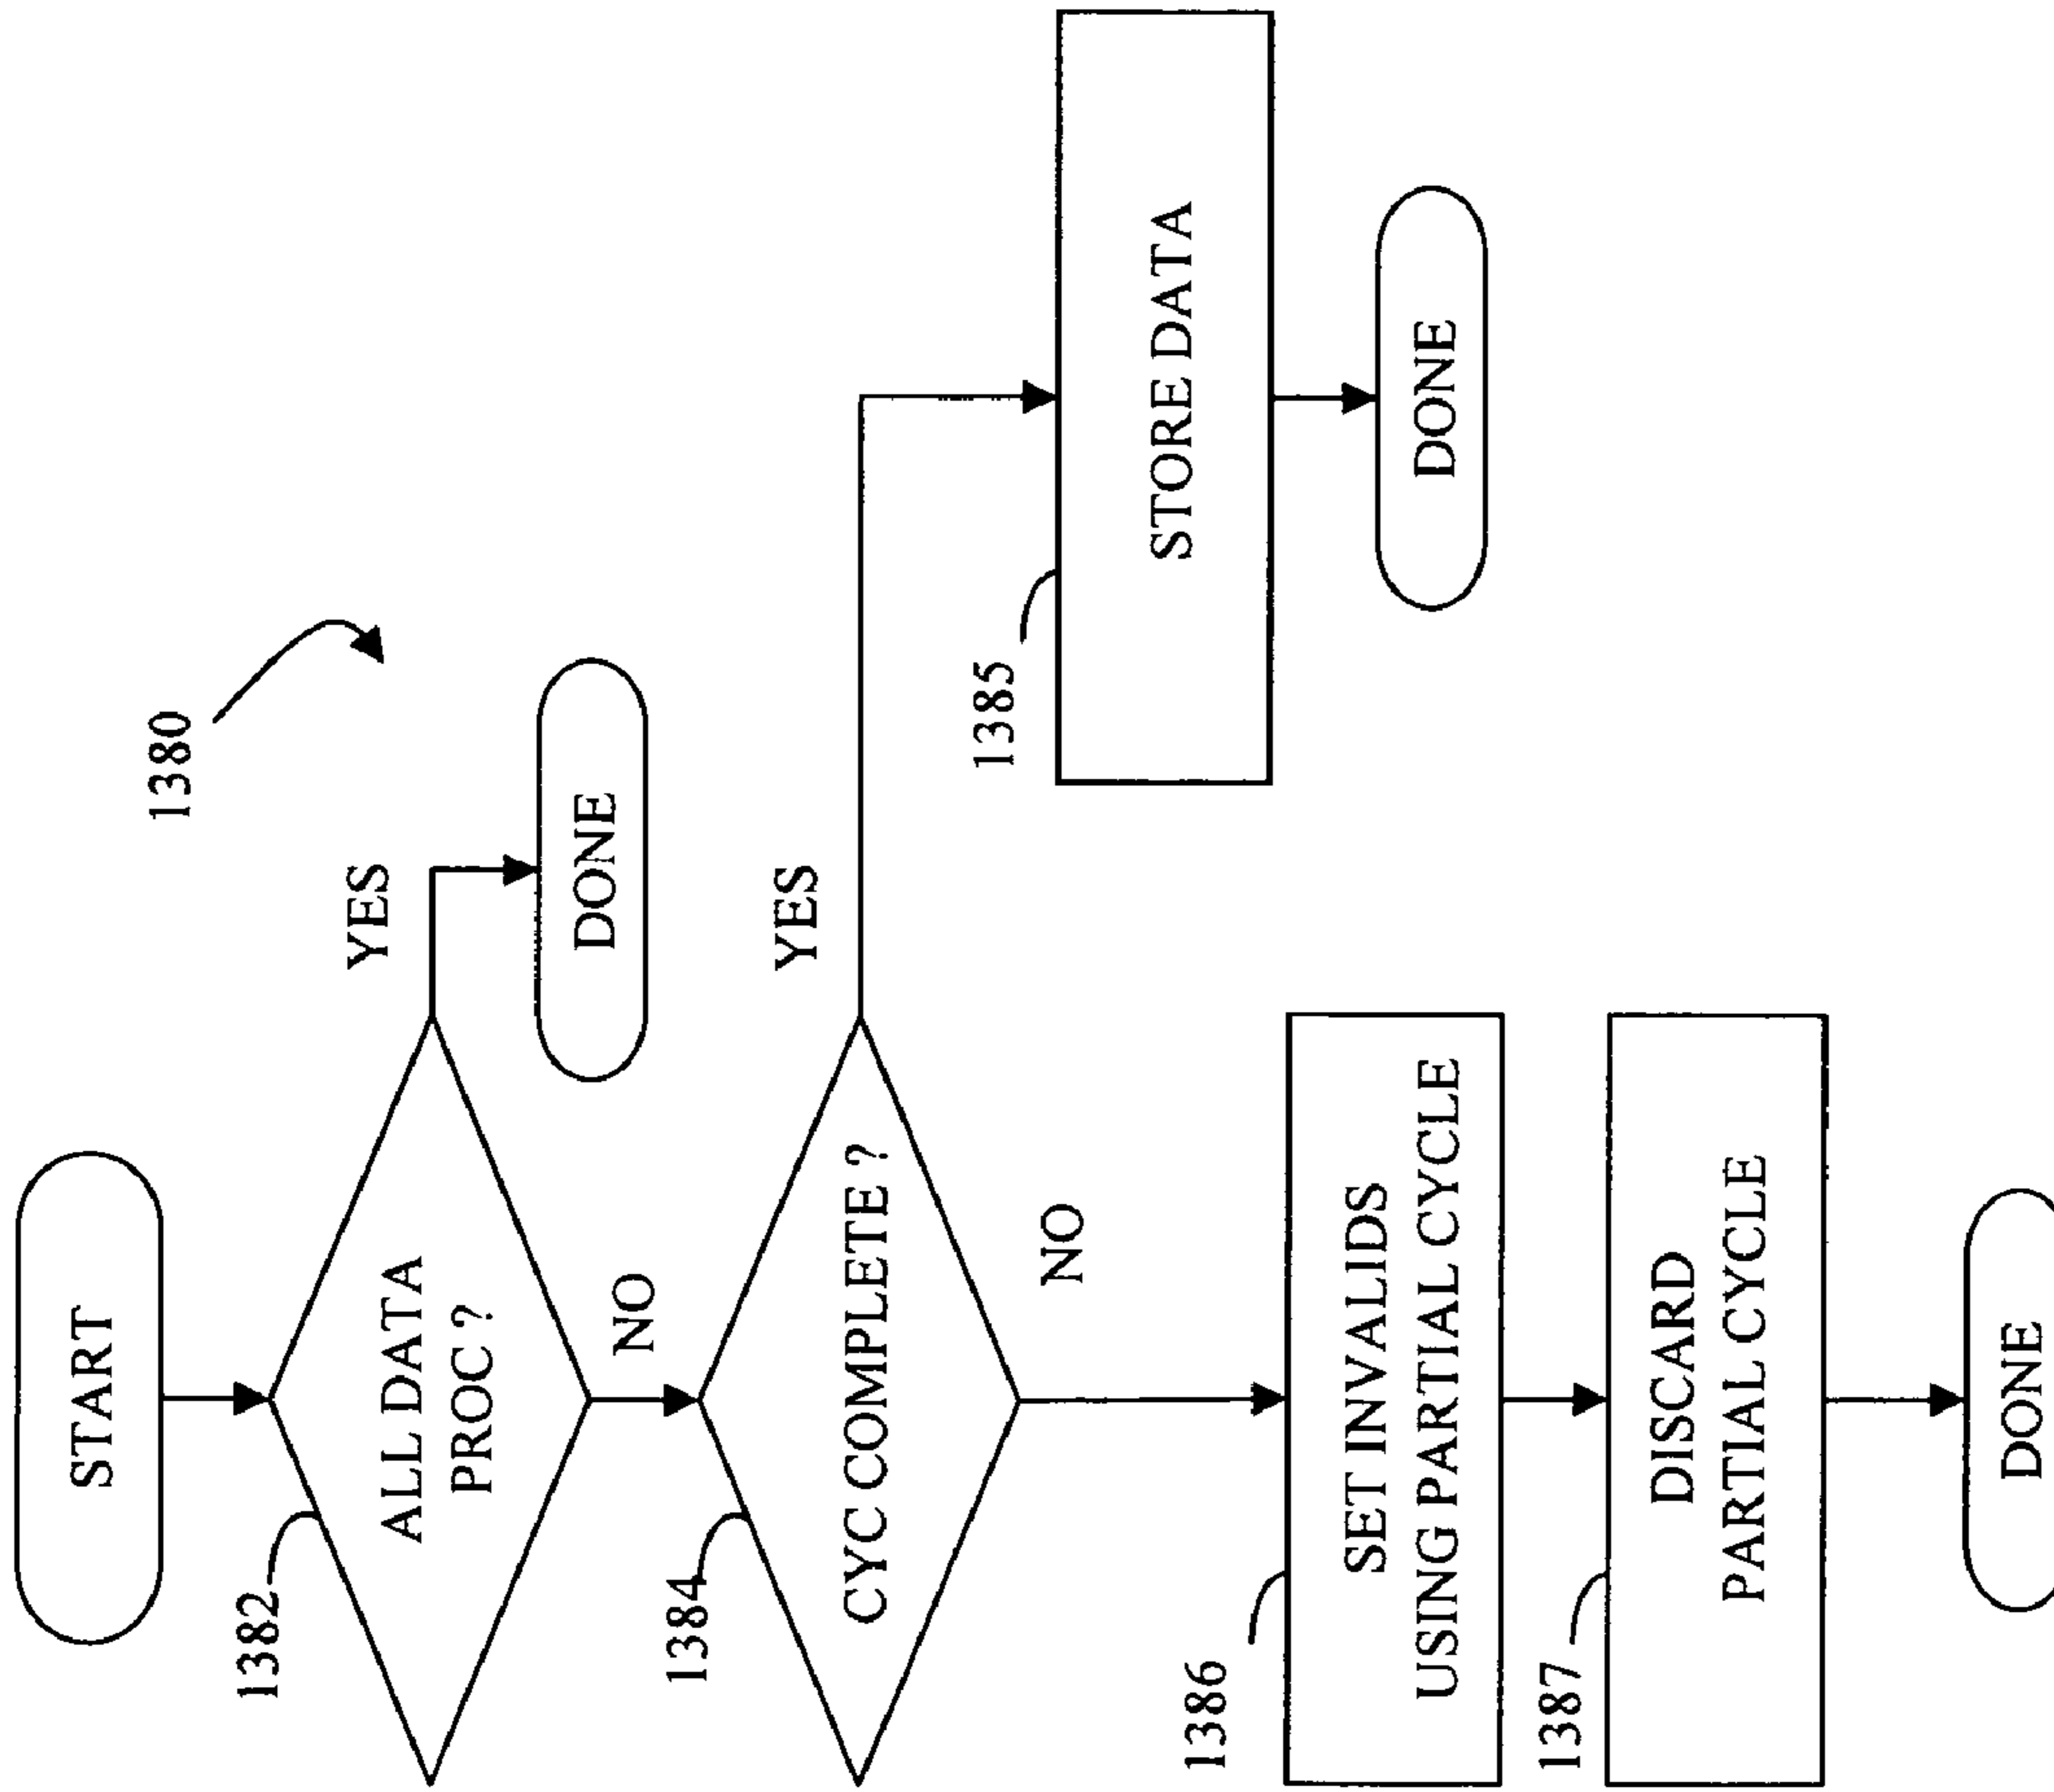 1380
START
1382
ALL DATA
PROC ?
YES
DONE
NO
1384
CYC COMPLETE ?
YES
1385
STORE DATA
DONE
NO
1386
SET INVALIDS
USING PARTIAL CYCLE
1387
DISCARD
PARTIAL CYCLE
DONE